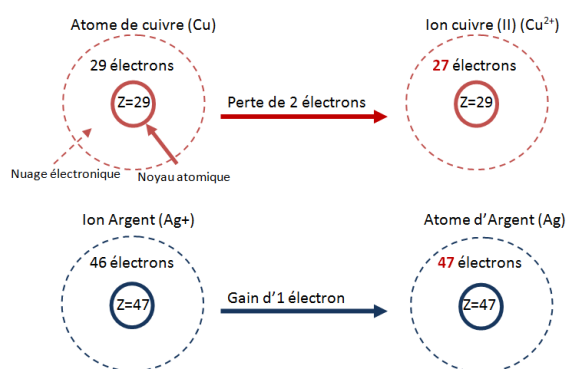 Atome de cuivre (Cu)
Ion cuivre (II) (Cu²⁺)
29 électrons
27 électrons
Z=29
Perte de 2 électrons
Z=29
Nuage électronique
Noyau atomique
Ion Argent (Ag+)
Atome d'Argent (Ag)
46 électrons
47 électrons
Z=47
Gain d'1 électron
Z=47